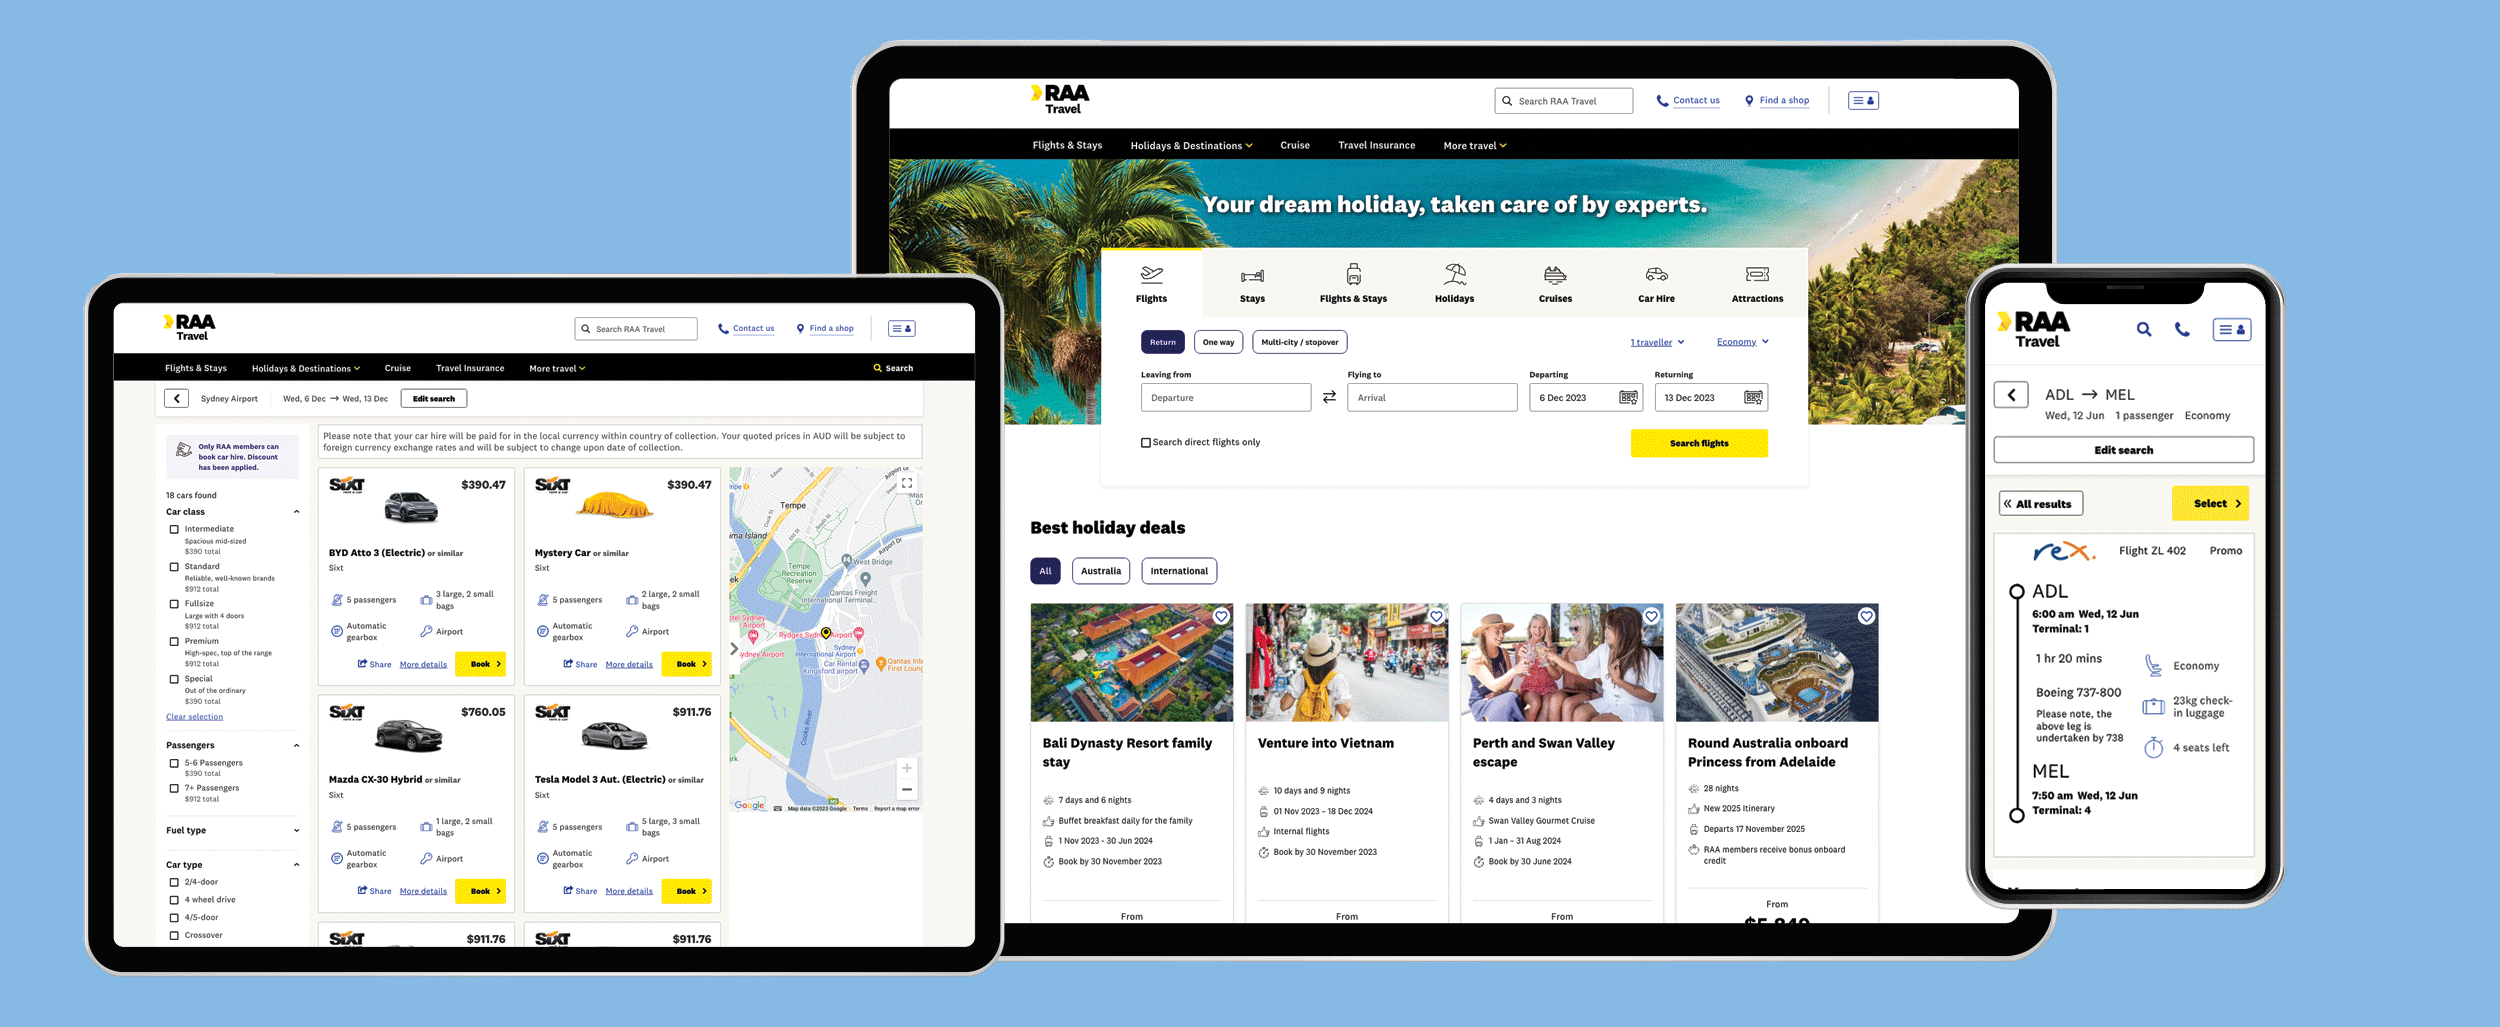 RAA
Travel
Search RAA Travel
Contact us
Find a shop
Flights & Stays
Holidays & Destinations
Cruise
Travel Insurance
More travel
Your dream holiday, taken care of by experts.
Flights
Stays
Flights & Stays
Holidays
Cruises
Car Hire
Attractions
Return
One way
Multi-city / stopover
1 traveller
Economy
Leaving from
Flying to
Departing
Returning
Departure
Arrival
6 Dec 2023
13 Dec 2023
Search direct flights only
Search flights
Best holiday deals
All
Australia
International
Bali Dynasty Resort family
stay
7 days and 6 nights
Buffet breakfast daily for the family
1 Nov 2023 - 30 Jun 2024
Book by 30 November 2023
From
Venture into Vietnam
10 days and 9 nights
01 Nov 2023 - 18 Dec 2024
Internal flights
Book by 30 November 2023
From
Perth and Swan Valley
escape
4 days and 3 nights
Swan Valley Gourmet Cruise
1 Jan - 31 Aug 2024
Book by 30 June 2024
From
Round Australia onboard
Princess from Adelaide
28 nights
New 2025 Itinerary
Departs 17 November 2025
RAA members receive bonus onboard
credit
From
$5,849
RAA
Travel
Search RAA Travel
Contact us
Find a shop
Flights & Stays
Holidays & Destinations
Cruise
Travel Insurance
More travel
Search
Sydney Airport
Wed, 6 Dec → Wed, 13 Dec
Edit search
Only RAA members can
book car hire. Discount
has been applied.
18 cars found
Car class
Intermediate
Spacious mid-sized
$390 total
Standard
Reliable, well-known brands
$912 total
Fullsize
Large with 4 doors
$912 total
Premium
High-spec, top of the range
$912 total
Special
Out of the ordinary
$390 total
Clear selection
Passengers
5-6 Passengers
$390 total
7+ Passengers
$912 total
Fuel type
Car type
2/4-door
4 wheel drive
4/5-door
Crossover
Please note that your car hire will be paid for in the local currency within country of collection. Your quoted prices in AUD will be subject to
foreign currency exchange rates and will be subject to change upon date of collection.
SiXT
rent a car
$390.47
BYD Atto 3 (Electric) or similar
Sixt
5 passengers
3 large, 2 small
bags
Automatic
gearbox
Airport
Share
More details
Book
SiXT
rent a car
$390.47
Mystery Car or similar
Sixt
5 passengers
2 large, 2 small
bags
Automatic
gearbox
Airport
Share
More details
Book
SiXT
rent a car
$760.05
Mazda CX-30 Hybrid or similar
Sixt
5 passengers
1 large, 2 small
bags
Automatic
gearbox
Airport
Share
More details
Book
SiXT
rent a car
$911.76
Tesla Model 3 Aut. (Electric) or similar
Sixt
5 passengers
5 large, 3 small
bags
Automatic
gearbox
Airport
Share
More details
Book
SiXT
rent a car
$911.76
SiXT
rent a car
$911.76
Airport Dr
Tempe
Airport Dr
West Bridge
Tempe
Recreation
Reserve
Qantas Freight
International Terminal...
Rydges Sydney Airport
Sydney
International Airport
Car Rental
Kingsford airport
Qantas Int
First Loung
Cooks River
Google
Map data ©2023 Google
Terms
Report a map error
RAA
Travel
ADL → MEL
Wed, 12 Jun
1 passenger
Economy
Edit search
All results
Select
rex.
Flight ZL 402
Promo
ADL
6:00 am Wed, 12 Jun
Terminal: 1
1 hr 20 mins
Economy
Boeing 737-800
Please note, the
above leg is
undertaken by 738
23kg check-
in luggage
4 seats left
MEL
7:50 am Wed, 12 Jun
Terminal: 4